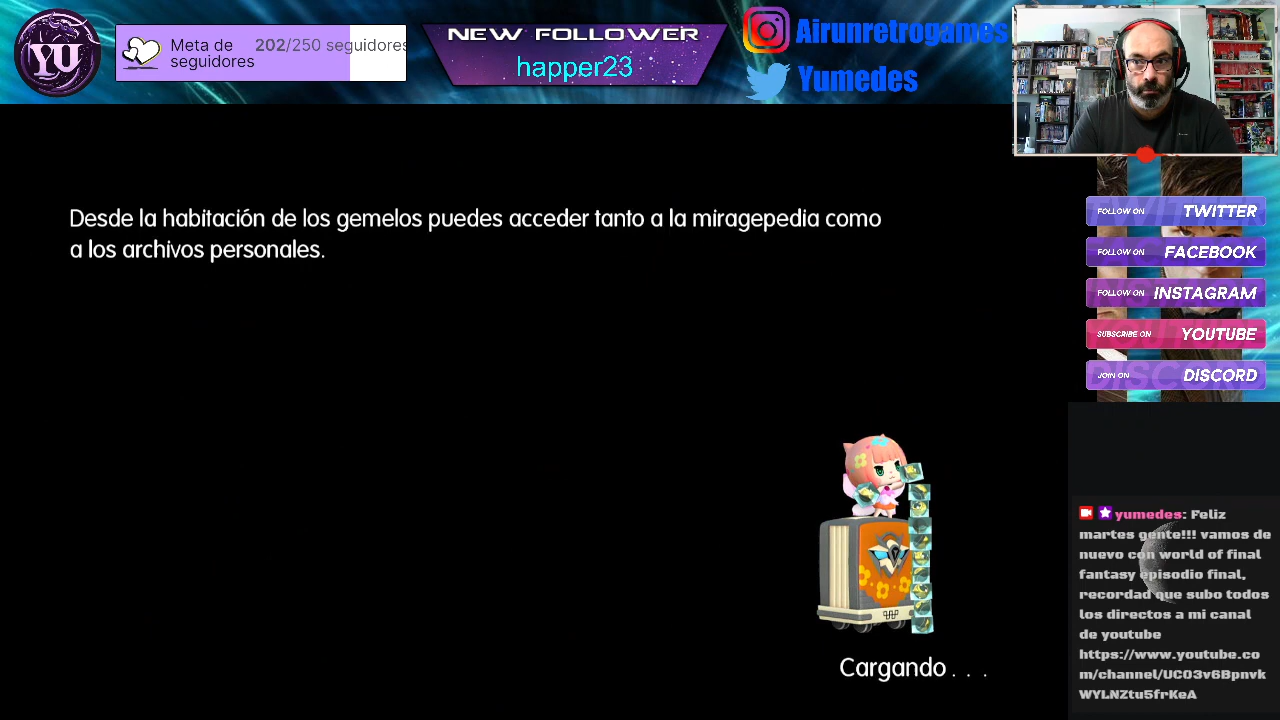 YU
Meta de
seguidores
202/250 seguidores
NEW FOLLOWER
happer23
Airunretrogames
Yumedes
Desde la habitación de los gemelos puedes acceder tanto a la miragepedia como
a los archivos personales.
FOLLOW ON TWITTER
FOLLOW ON FACEBOOK
FOLLOW ON INSTAGRAM
SUBSCRIBE ON YOUTUBE
JOIN ON DISCORD
yumedes: Feliz
martes gente!!! vamos de
nuevo con world of final
fantasy episodio final,
recordad que subo todos
los directos a mi canal
de youtube
https://www.youtube.co
m/channel/UC03v6Bpnvk
WYLNZtu5frKeA
Cargando . . .